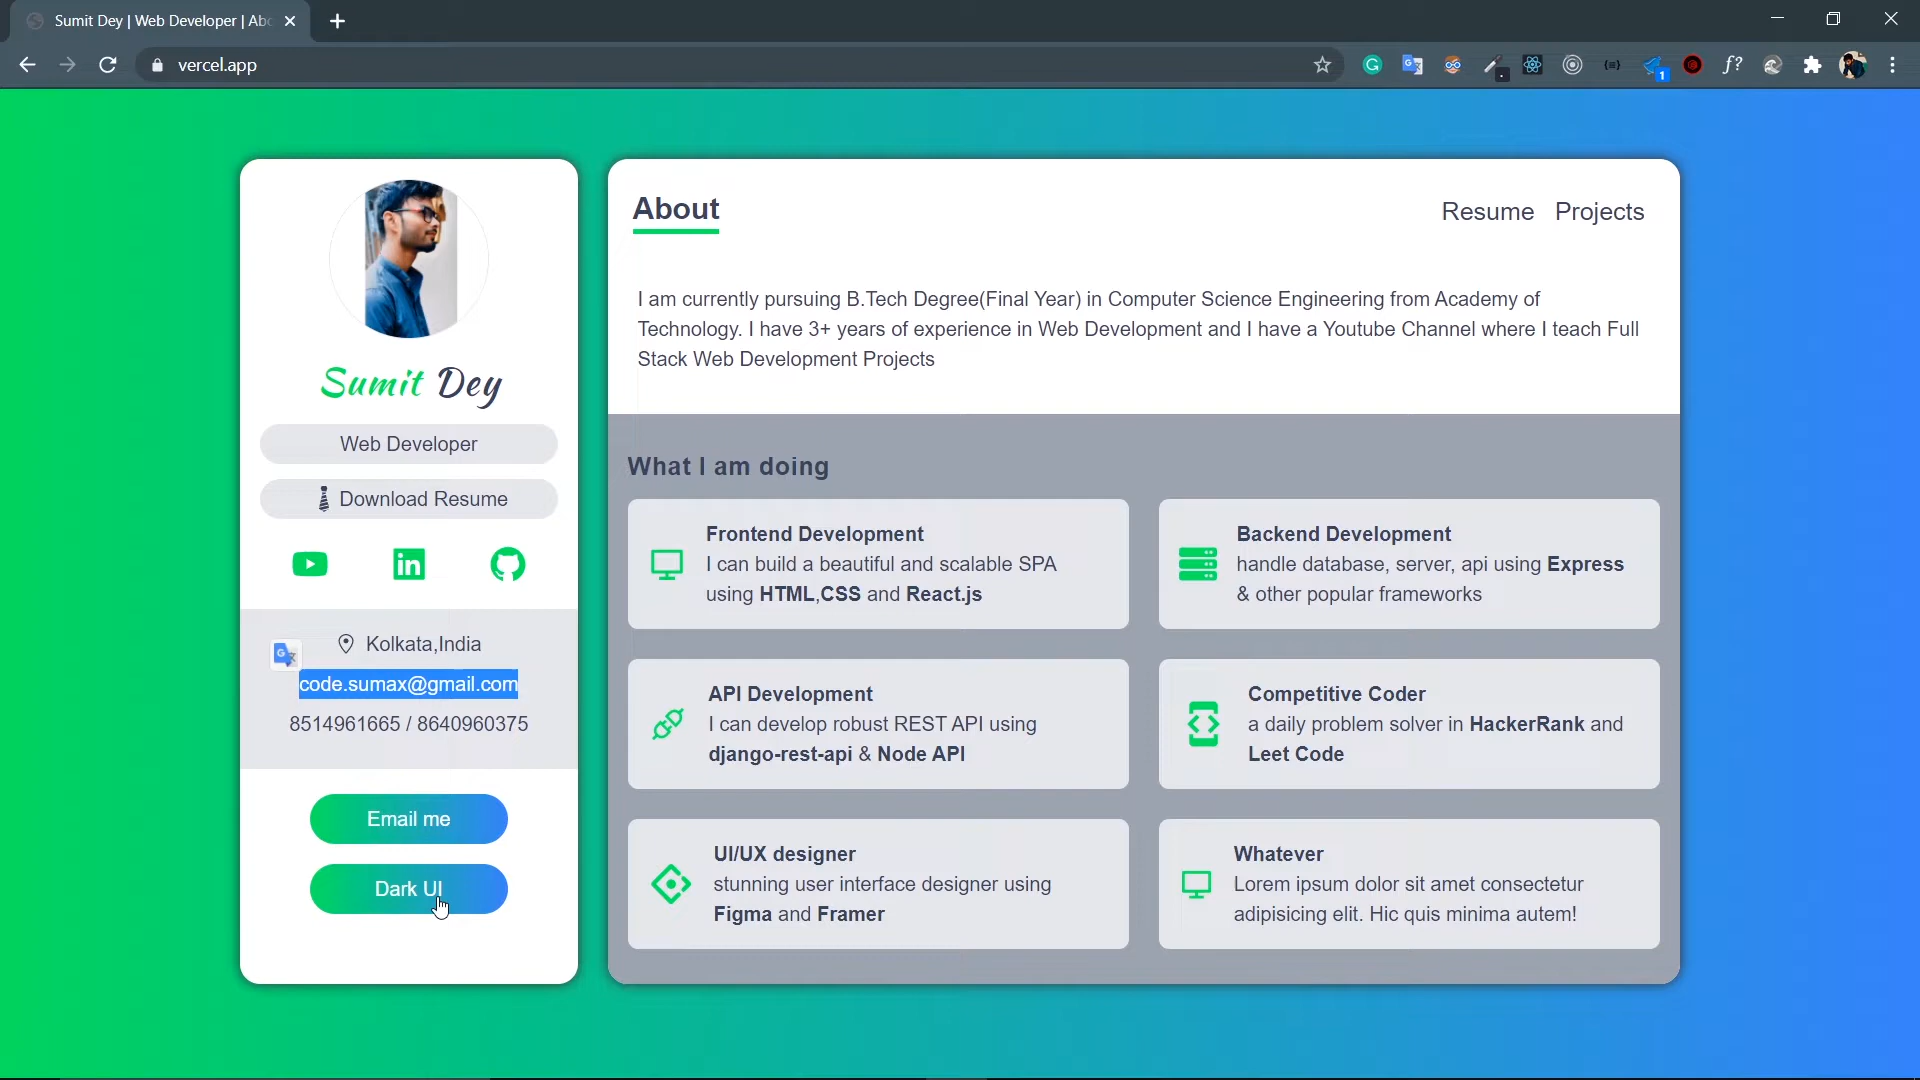 Sumit Dey | Web Developer | Abo
vercel.app
1
f?
About
Resume
Projects
I am currently pursuing B.Tech Degree(Final Year) in Computer Science Engineering from Academy of
Technology. I have 3+ years of experience in Web Development and I have a Youtube Channel where I teach Full
Stack Web Development Projects
Sumit Dey
Web Developer
Download Resume
in
Kolkata,India
code.sumax@gmail.com
8514961665 / 8640960375
Email me
Dark UI
What I am doing
Frontend Development
I can build a beautiful and scalable SPA
using HTML,CSS and React.js
Backend Development
handle database, server, api using Express
& other popular frameworks
API Development
I can develop robust REST API using
django-rest-api & Node API
Competitive Coder
a daily problem solver in HackerRank and
Leet Code
UI/UX designer
stunning user interface designer using
Figma and Framer
Whatever
Lorem ipsum dolor sit amet consectetur
adipisicing elit. Hic quis minima autem!